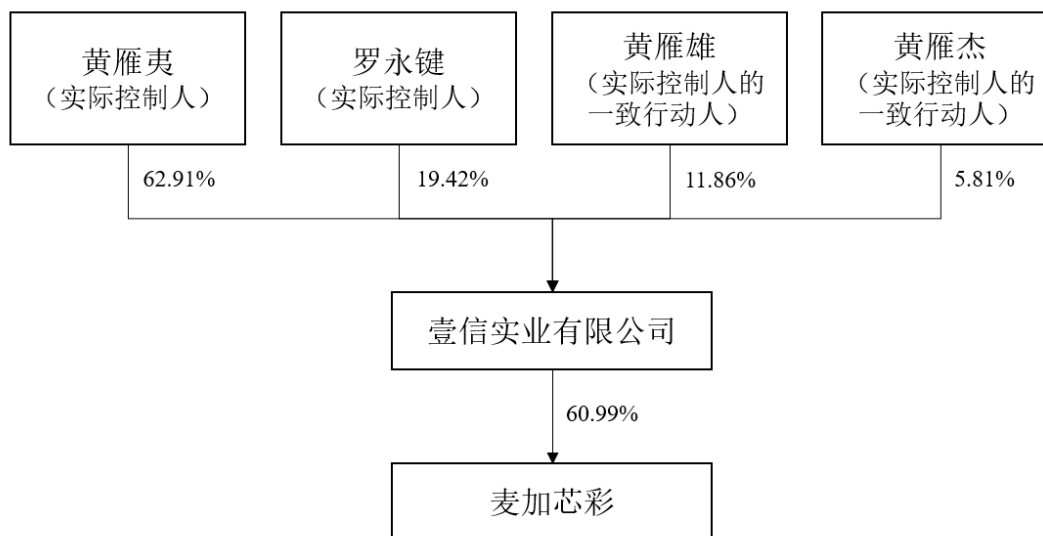 黄雁夷
（实际控制人）
罗永键
（实际控制人）
黄雁雄
（实际控制人的
一致行动人）
黄雁杰
（实际控制人的
一致行动人）
62.91%
19.42%
11.86%
5.81%
壹信实业有限公司
60.99%
麦加芯彩